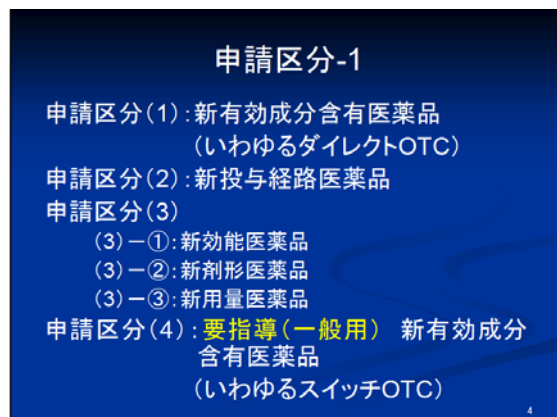 申請区分-1
申請区分(1):新有効成分含有医薬品
(いわゆるダイレクトOTC)
申請区分(2):新投与経路医薬品
申請区分(3)
(3)－①:新効能医薬品
(3)－②:新剤形医薬品
(3)－③:新用量医薬品
申請区分(4):要指導(一般用) 新有効成分
含有医薬品
(いわゆるスイッチOTC)
4